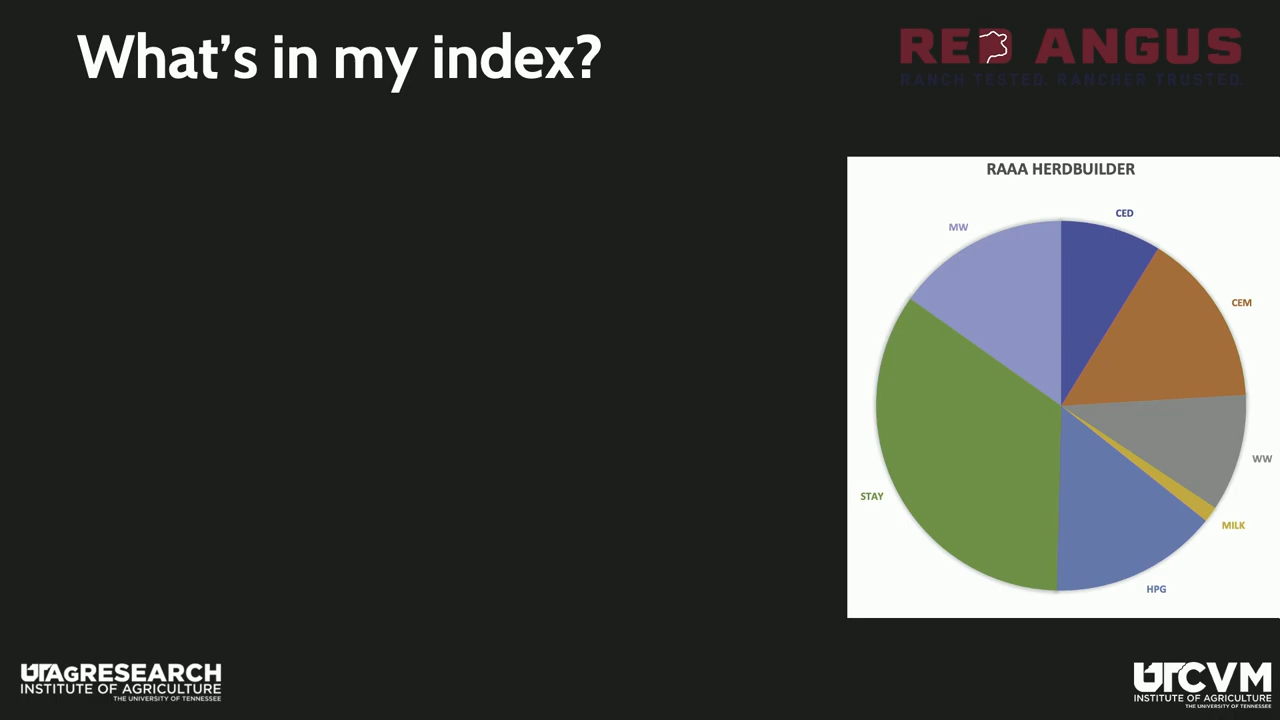 What's in my index?
RED ANGUS
RANCH TESTED. RANCHER TRUSTED.
RAAA HERDBUILDER
CED
MW
CEM
WW
STAY
MILK
HPG
UTAgRESEARCH
INSTITUTE OF AGRICULTURE
THE UNIVERSITY OF TENNESSEE
UTCVM
INSTITUTE OF AGRICULTURE
THE UNIVERSITY OF TENNESSEE